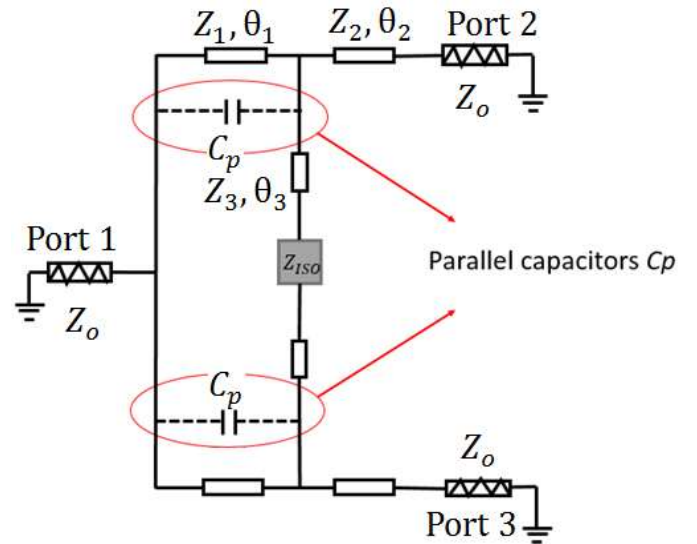 Z₁, θ₁
Z₂, θ₂
Port 2
Zₒ
Cₚ
Z₃, θ₃
Port 1
Z_ISO
Parallel capacitors Cp
Zₒ
Cₚ
Zₒ
Port 3